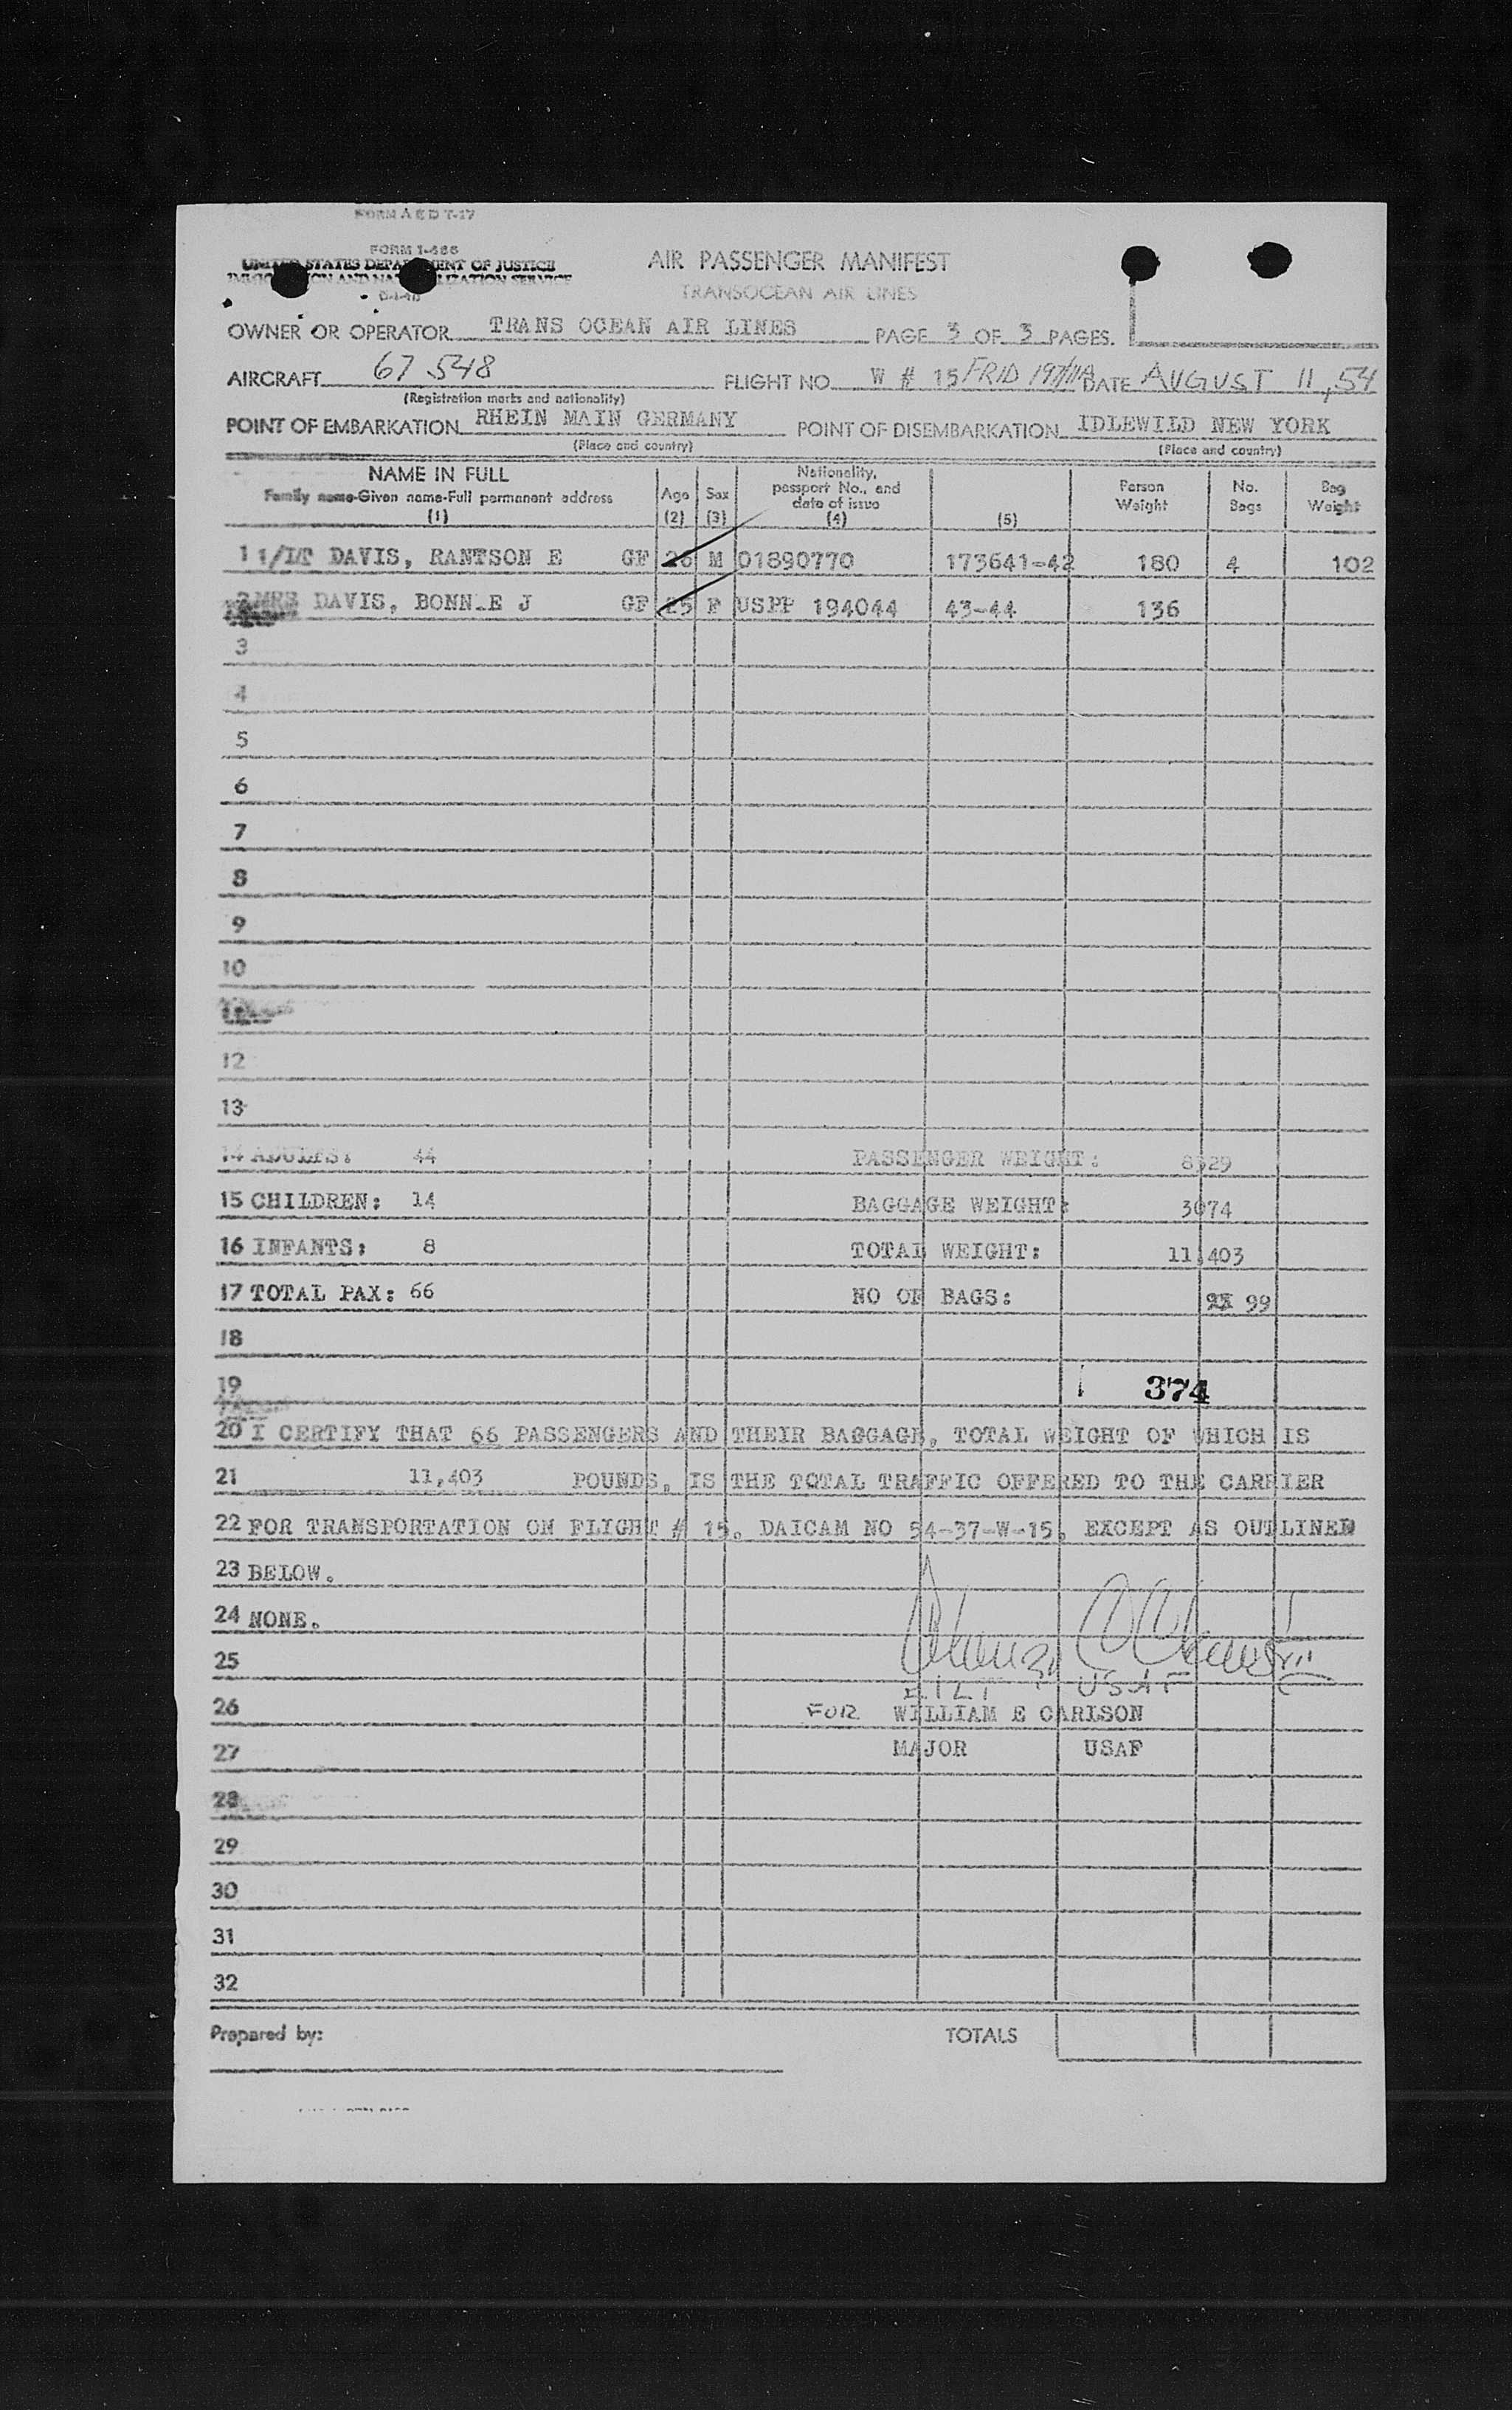 FORM A E D T-17
FORM I-466
UNITED STATES DEPARTMENT OF JUSTICE
IMMIGRATION AND NATURALIZATION SERVICE
AIR PASSENGER MANIFEST
TRANSOCEAN AIR LINES
OWNER OR OPERATOR TRANS OCEAN AIR LINES PAGE 3 OF 3 PAGES.
AIRCRAFT 67548 FLIGHT NO. W # 15 FRID DATE AUGUST 11, 54
(Registration marks and nationality)
POINT OF EMBARKATION RHEIN MAIN GERMANY POINT OF DISEMBARKATION IDLEWILD NEW YORK
(Place and country) (Place and country)
NAME IN FULL
Family name-Given name-Full permanent address
(1)
Age
(2)
Sex
(3)
Nationality,
passport No., and
date of issue
(4)
(5)
Person
Weight
No.
Bags
Bag
Weight
1 1/LT DAVIS, RANTSON E GF 26 M 01890770 173641-42 180 4 102
2 MRS DAVIS, BONN E J GF 25 F USPP 194044 43-44 136
3
4
5
6
7
8
9
10
12
13
14 ADULTS: 44 PASSENGER WEIGHT: 8329
15 CHILDREN: 14 BAGGAGE WEIGHT: 3074
16 INFANTS: 8 TOTAL WEIGHT: 11,403
17 TOTAL PAX: 66 NO OF BAGS: 99
18
19 374
20 I CERTIFY THAT 66 PASSENGERS AND THEIR BAGGAGE, TOTAL WEIGHT OF WHICH IS
21 11,403 POUNDS, IS THE TOTAL TRAFFIC OFFERED TO THE CARRIER
22 FOR TRANSPORTATION ON FLIGHT # 15. DAICAM NO 54-37-W-15, EXCEPT AS OUTLINED
23 BELOW.
24 NONE.
25
USAF
26 FOR WILLIAM E CARLSON
27 MAJOR USAF
28
29
30
31
32
Prepared by: TOTALS